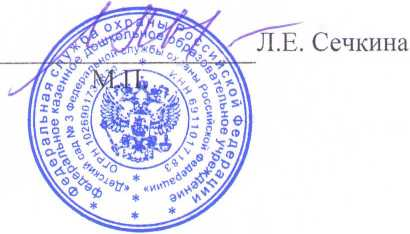 Л.Е. Сечкина
М.П.
Федеральная служба охраны Российской Федерации
Федеральное казенное дошкольное образовательное учреждение
«Детский сад № 3 Федеральной службы охраны Российской Федерации»
ОГРН
ИНН 6911017183